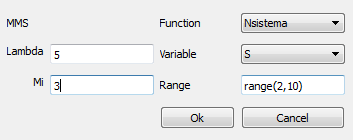 MMS Function Nsistema
Lambda 5 Variable S
Mi 3 Range range(2,10)
Ok Cancel